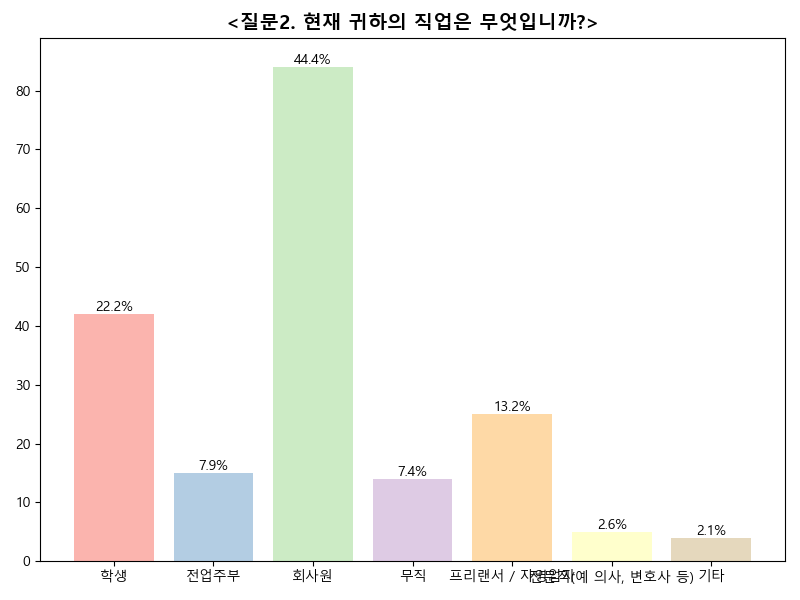 <질문2. 현재 귀하의 직업은 무엇입니까?>
44.4%
22.2%
13.2%
7.9%
7.4%
2.6%
2.1%
80
70
60
50
40
30
20
10
0
학생
전업주부
회사원
무직
프리랜서 / 자영업자
(예 의사, 변호사 등)
기타